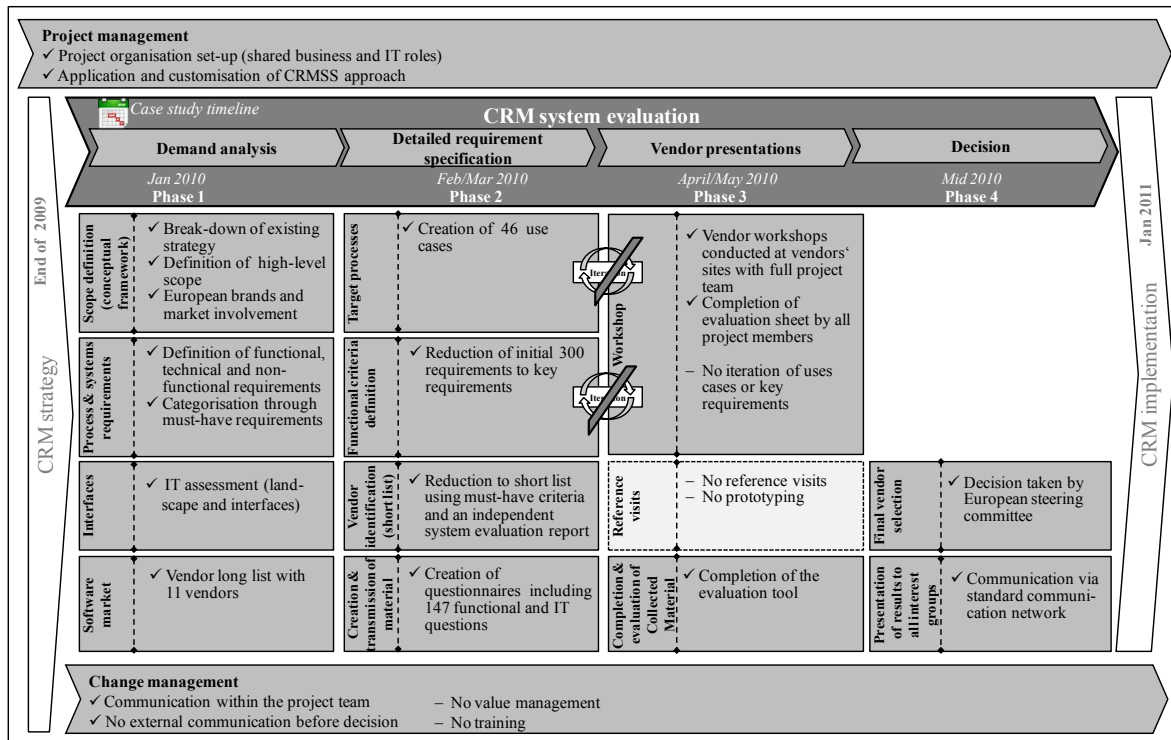 Project management
✓ Project organisation set-up (shared business and IT roles)
✓ Application and customisation of CRMSS approach
Case study timeline
CRM system evaluation
Demand analysis
Detailed requirement
specification
Vendor presentations
Decision
Jan 2010
Phase 1
Feb/Mar 2010
Phase 2
April/May 2010
Phase 3
Mid 2010
Phase 4
End of 2009
CRM strategy
Scope definition
(conceptual
framework)
✓ Break-down of existing
strategy
✓ Definition of high-level
scope
✓ European brands and
market involvement
Process & systems
requirements
✓ Definition of functional,
technical and non-
functional requirements
✓ Categorisation through
must-have requirements
Interfaces
✓ IT assessment (land-
scape and interfaces)
Software
market
✓ Vendor long list with
11 vendors
Target processes
✓ Creation of 46 use
cases
Functional criteria
definition
✓ Reduction of initial 300
requirements to key
requirements
Vendor
identification
(short list)
✓ Reduction to short list
using must-have criteria
and an independent
system evaluation report
Creation &
transmission of
material
✓ Creation of
questionnaires including
147 functional and IT
questions
Iteration
Iteration
Workshop
✓ Vendor workshops
conducted at vendors‘
sites with full project
team
✓ Completion of
evaluation sheet by all
project members
– No iteration of uses
cases or key
requirements
Reference
visits
– No reference visits
– No prototyping
Completion &
evaluation of
Collected
Material
✓ Completion of the
evaluation tool
Final vendor
selection
✓ Decision taken by
European steering
committee
Presentation
of results to
all interest
groups
✓ Communication via
standard communi-
cation network
Jan 2011
CRM implementation
Change management
✓ Communication within the project team
✓ No external communication before decision
– No value management
– No training